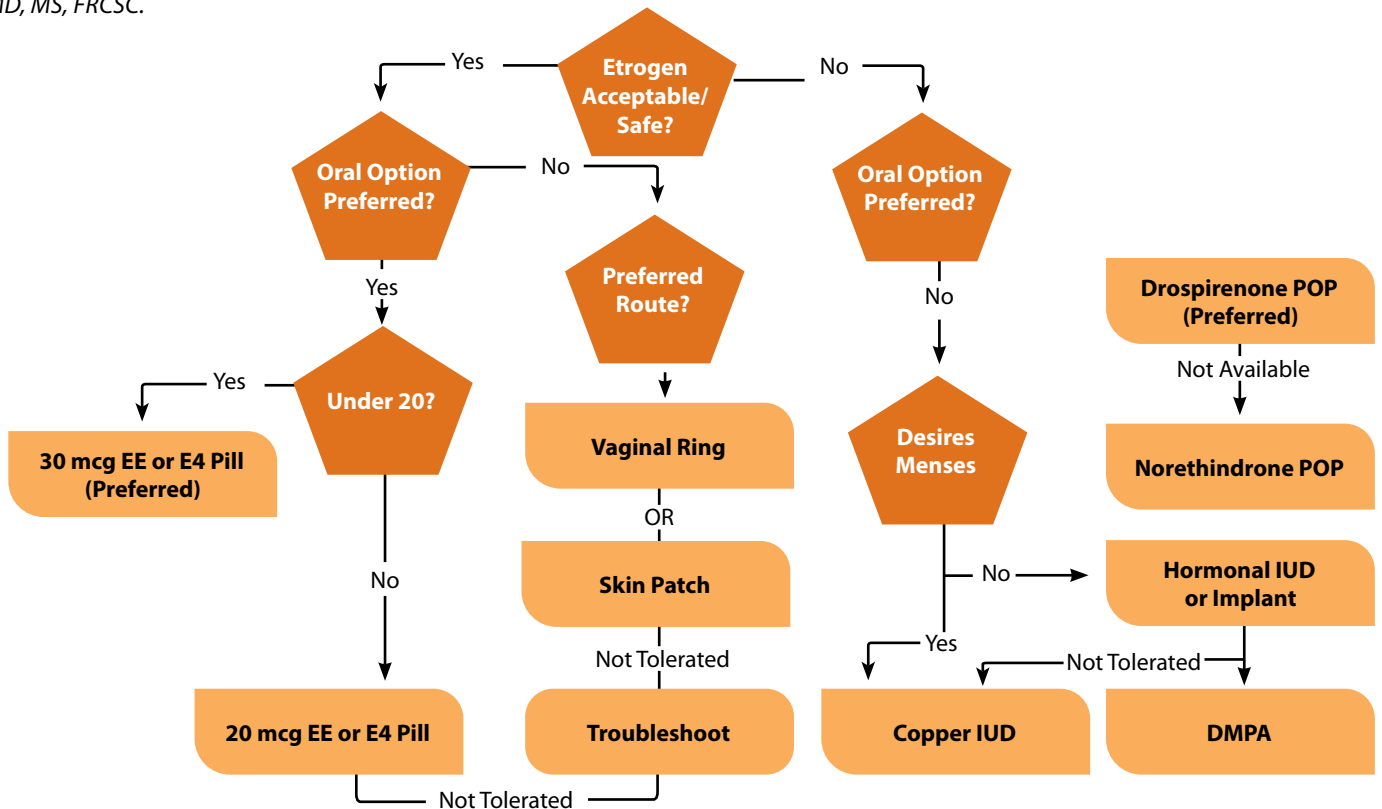 ID, MS, FRCSC.
Etrogen
Acceptable/
Safe?
Yes
No
Oral Option
Preferred?
No
Oral Option
Preferred?
Yes
Preferred
Route?
No
Drospirenone POP
(Preferred)
Not Available
Under 20?
Yes
30 mcg EE or E4 Pill
(Preferred)
Vaginal Ring
OR
Desires
Menses
Norethindrone POP
No
Skin Patch
No
Hormonal IUD
or Implant
Not Tolerated
Yes
Not Tolerated
20 mcg EE or E4 Pill
Troubleshoot
Copper IUD
DMPA
Not Tolerated